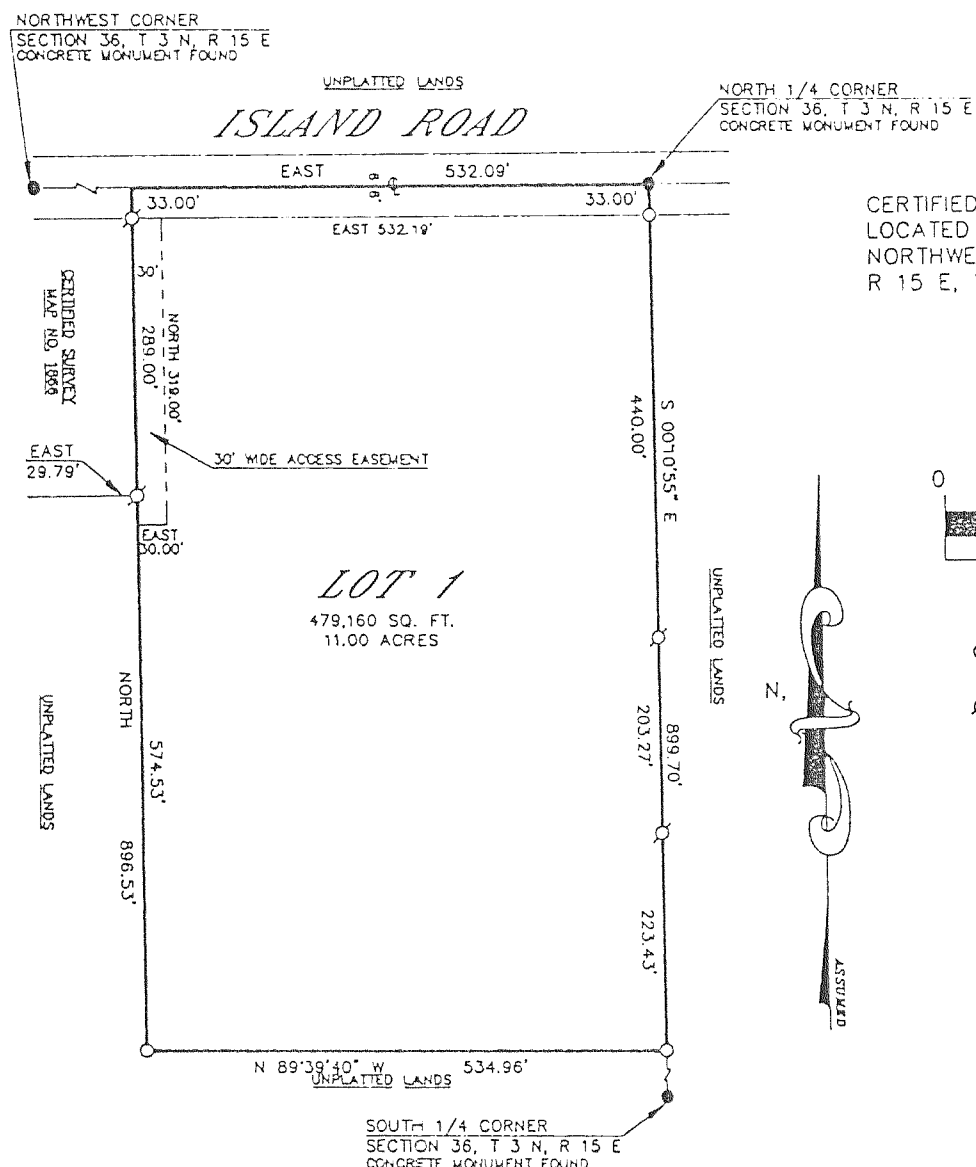 NORTHWEST CORNER
SECTION 36, T 3 N, R 15 E
CONCRETE MONUMENT FOUND
UNPLATTED LANDS
ISLAND ROAD
NORTH 1/4 CORNER
SECTION 36, T 3 N, R 15 E
CONCRETE MONUMENT FOUND
EAST 532.09'
66'
33.00'
33.00'
EAST 532.19'
CERTIFIED
LOCATED
NORTHWE
R 15 E,
CERTIFIED SURVEY
MAP NO. 1866
30'
289.00'
NORTH 319.00'
S 00°10'55" E
440.00'
EAST
29.79'
30' WIDE ACCESS EASEMENT
EAST
30.00'
0
LOT 1
479,160 SQ. FT.
11.00 ACRES
UNPLATTED LANDS
N,
UNPLATTED LANDS
NORTH
574.53'
896.53'
899.70'
203.27'
223.43'
ASSUMED
N 89°39'40" W 534.96'
UNPLATTED LANDS
SOUTH 1/4 CORNER
SECTION 36, T 3 N, R 15 E
CONCRETE MONUMENT FOUND